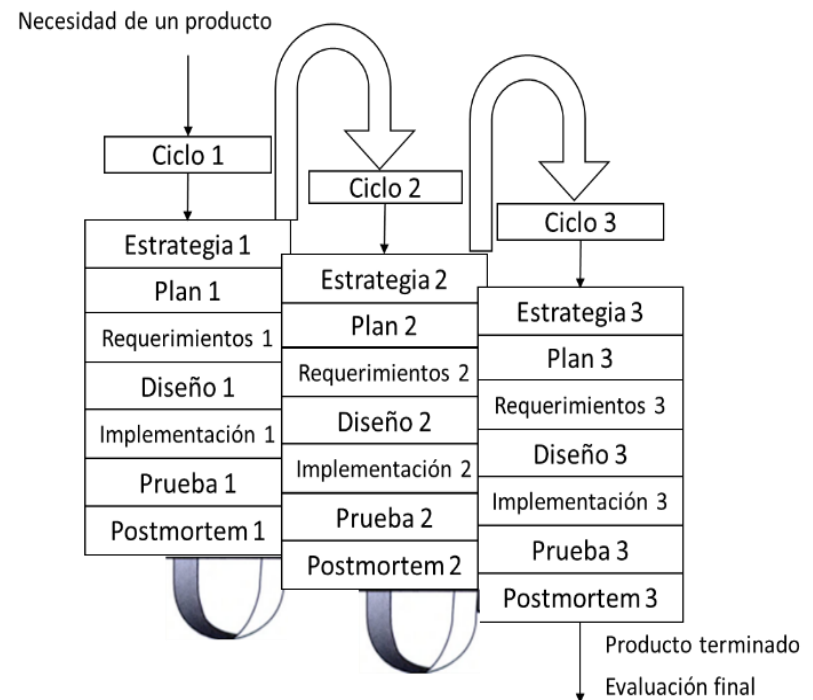 Necesidad de un producto
Ciclo 1
Estrategia 1
Plan 1
Requerimientos 1
Diseño 1
Implementación 1
Prueba 1
Postmortem 1
Ciclo 2
Estrategia 2
Plan 2
Requerimientos 2
Diseño 2
Implementación 2
Prueba 2
Postmortem 2
Ciclo 3
Estrategia 3
Plan 3
Requerimientos 3
Diseño 3
Implementación 3
Prueba 3
Postmortem 3
Producto terminado
Evaluación final